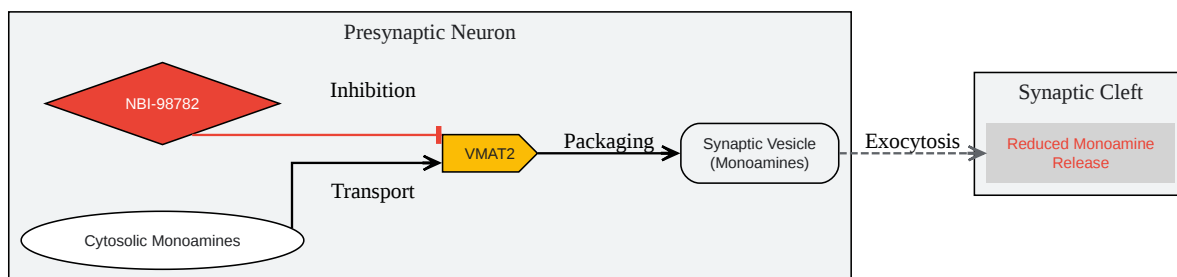 Presynaptic Neuron
NBI-98782
Inhibition
VMAT2
Packaging
Synaptic Vesicle
(Monoamines)
Exocytosis
Synaptic Cleft
Reduced Monoamine
Release
Transport
Cytosolic Monoamines